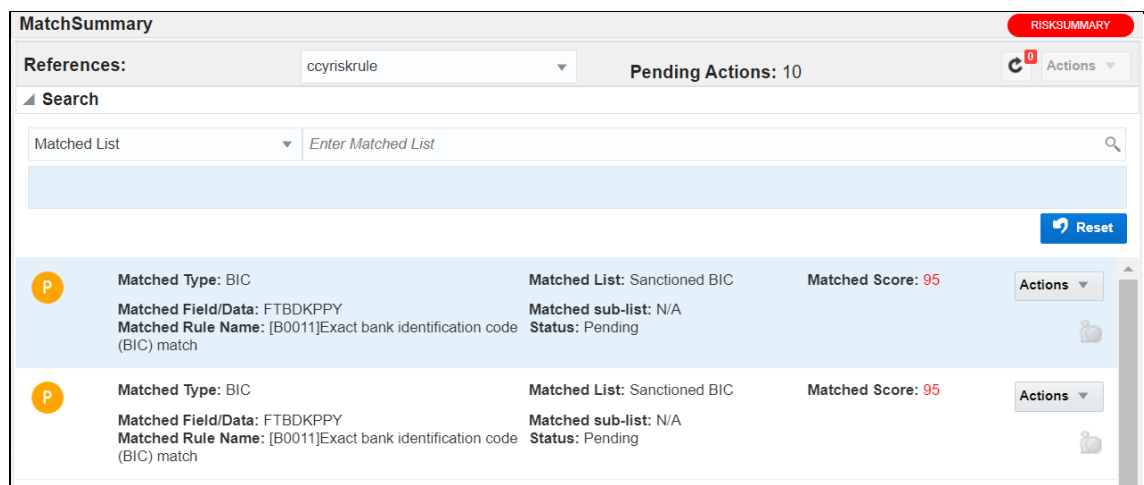 MatchSummary RISKSUMMARY
References: ccyriskrule Pending Actions: 10 0 Actions
Search
Matched List Enter Matched List
Reset
P Matched Type: BIC Matched List: Sanctioned BIC Matched Score: 95 Actions
Matched Field/Data: FTBDKPPY Matched sub-list: N/A
Matched Rule Name: [B0011]Exact bank identification code Status: Pending
(BIC) match
P Matched Type: BIC Matched List: Sanctioned BIC Matched Score: 95 Actions
Matched Field/Data: FTBDKPPY Matched sub-list: N/A
Matched Rule Name: [B0011]Exact bank identification code Status: Pending
(BIC) match